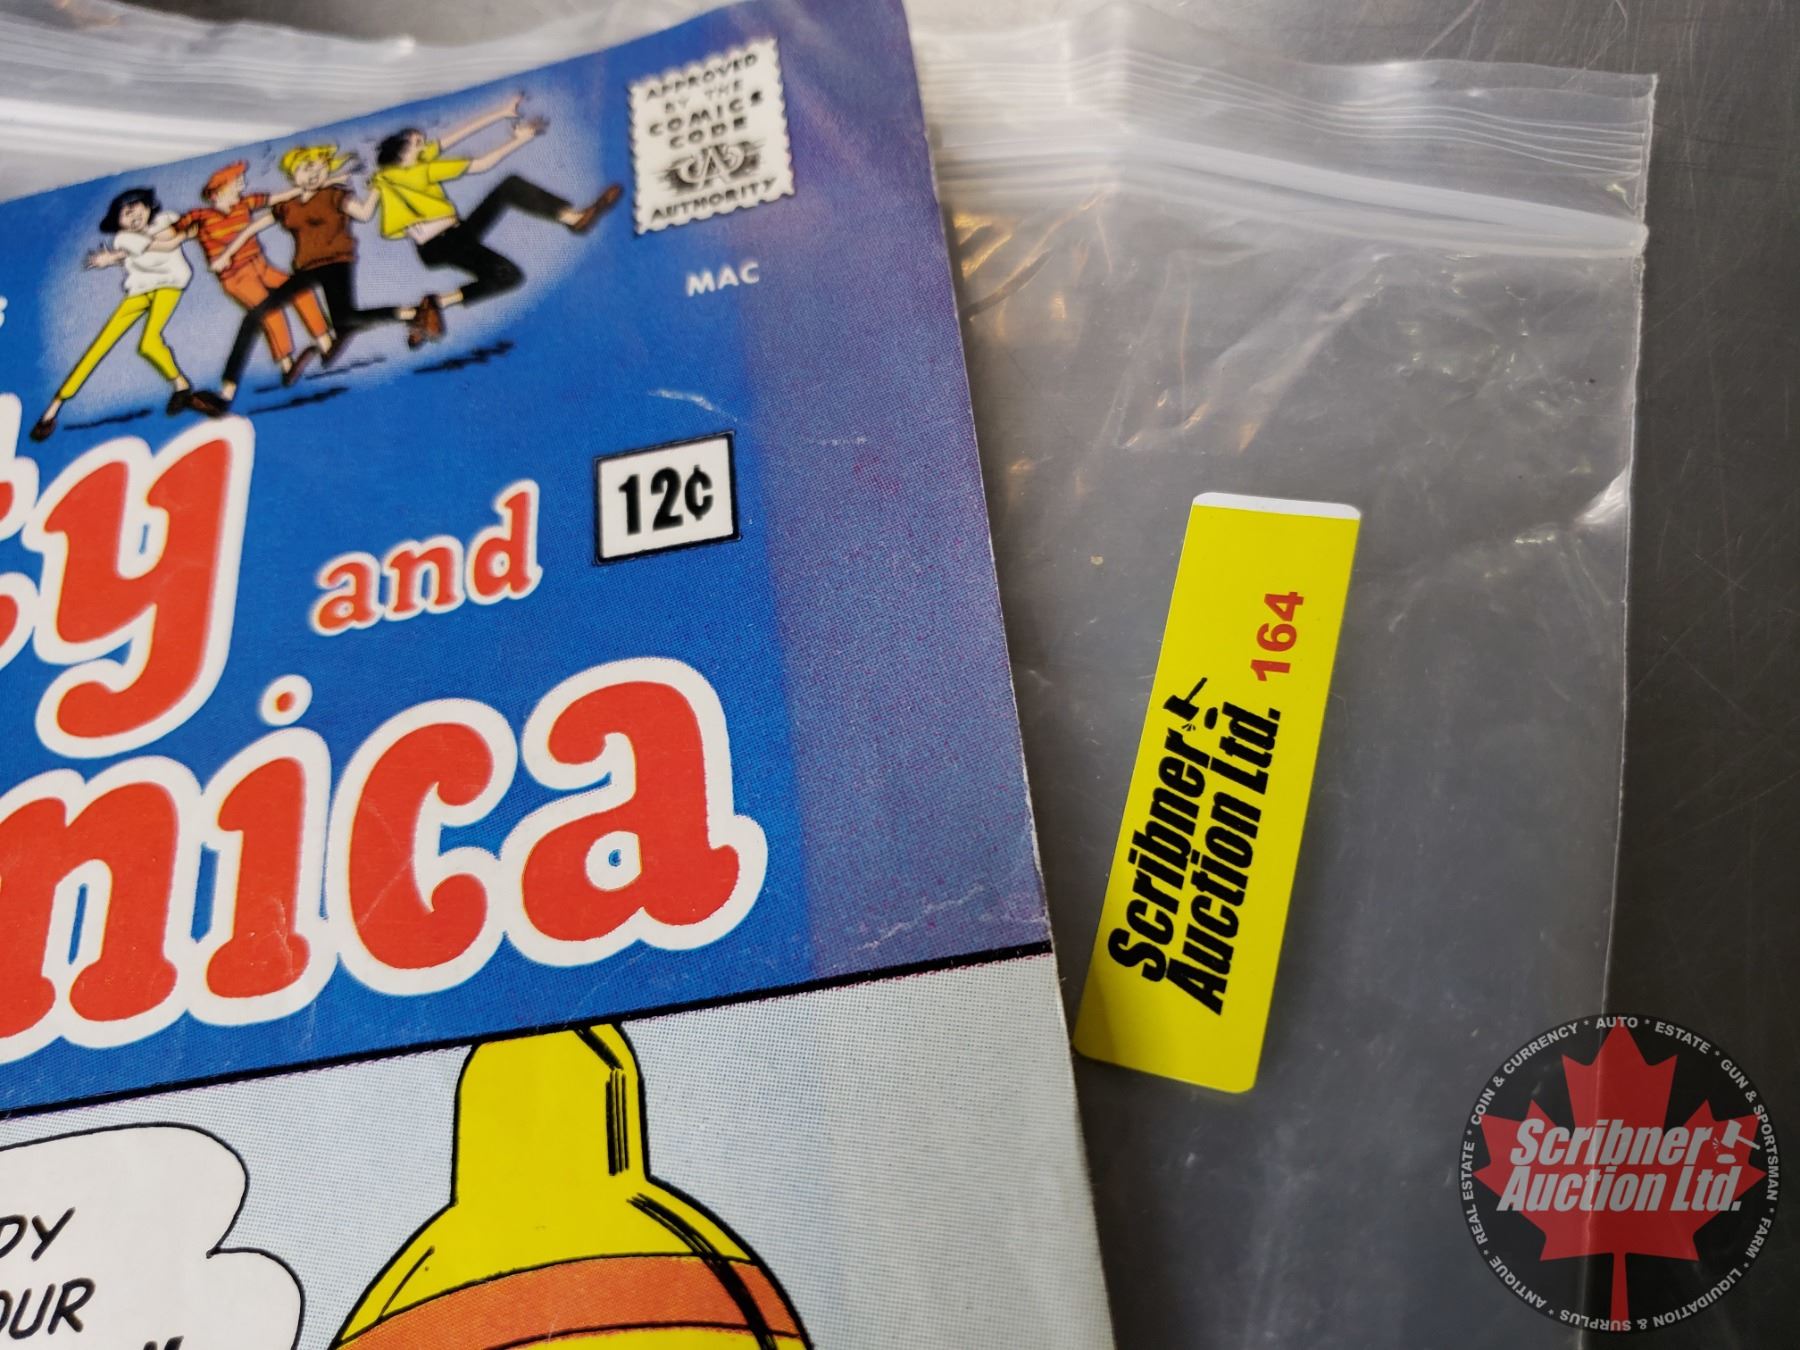 APPROVED
BY THE
COMICS
CODE
CA
AUTHORITY
MAC
12¢
ty and
nica
DY
OUR
Scribner
Auction Ltd. 164
Scribner
Auction Ltd.
* REAL ESTATE * COIN & CURRENCY * AUTO * ESTATE * GUN & SPORTSMAN * FARM * LIQUIDATION & SURPLUS * ANTIQUE